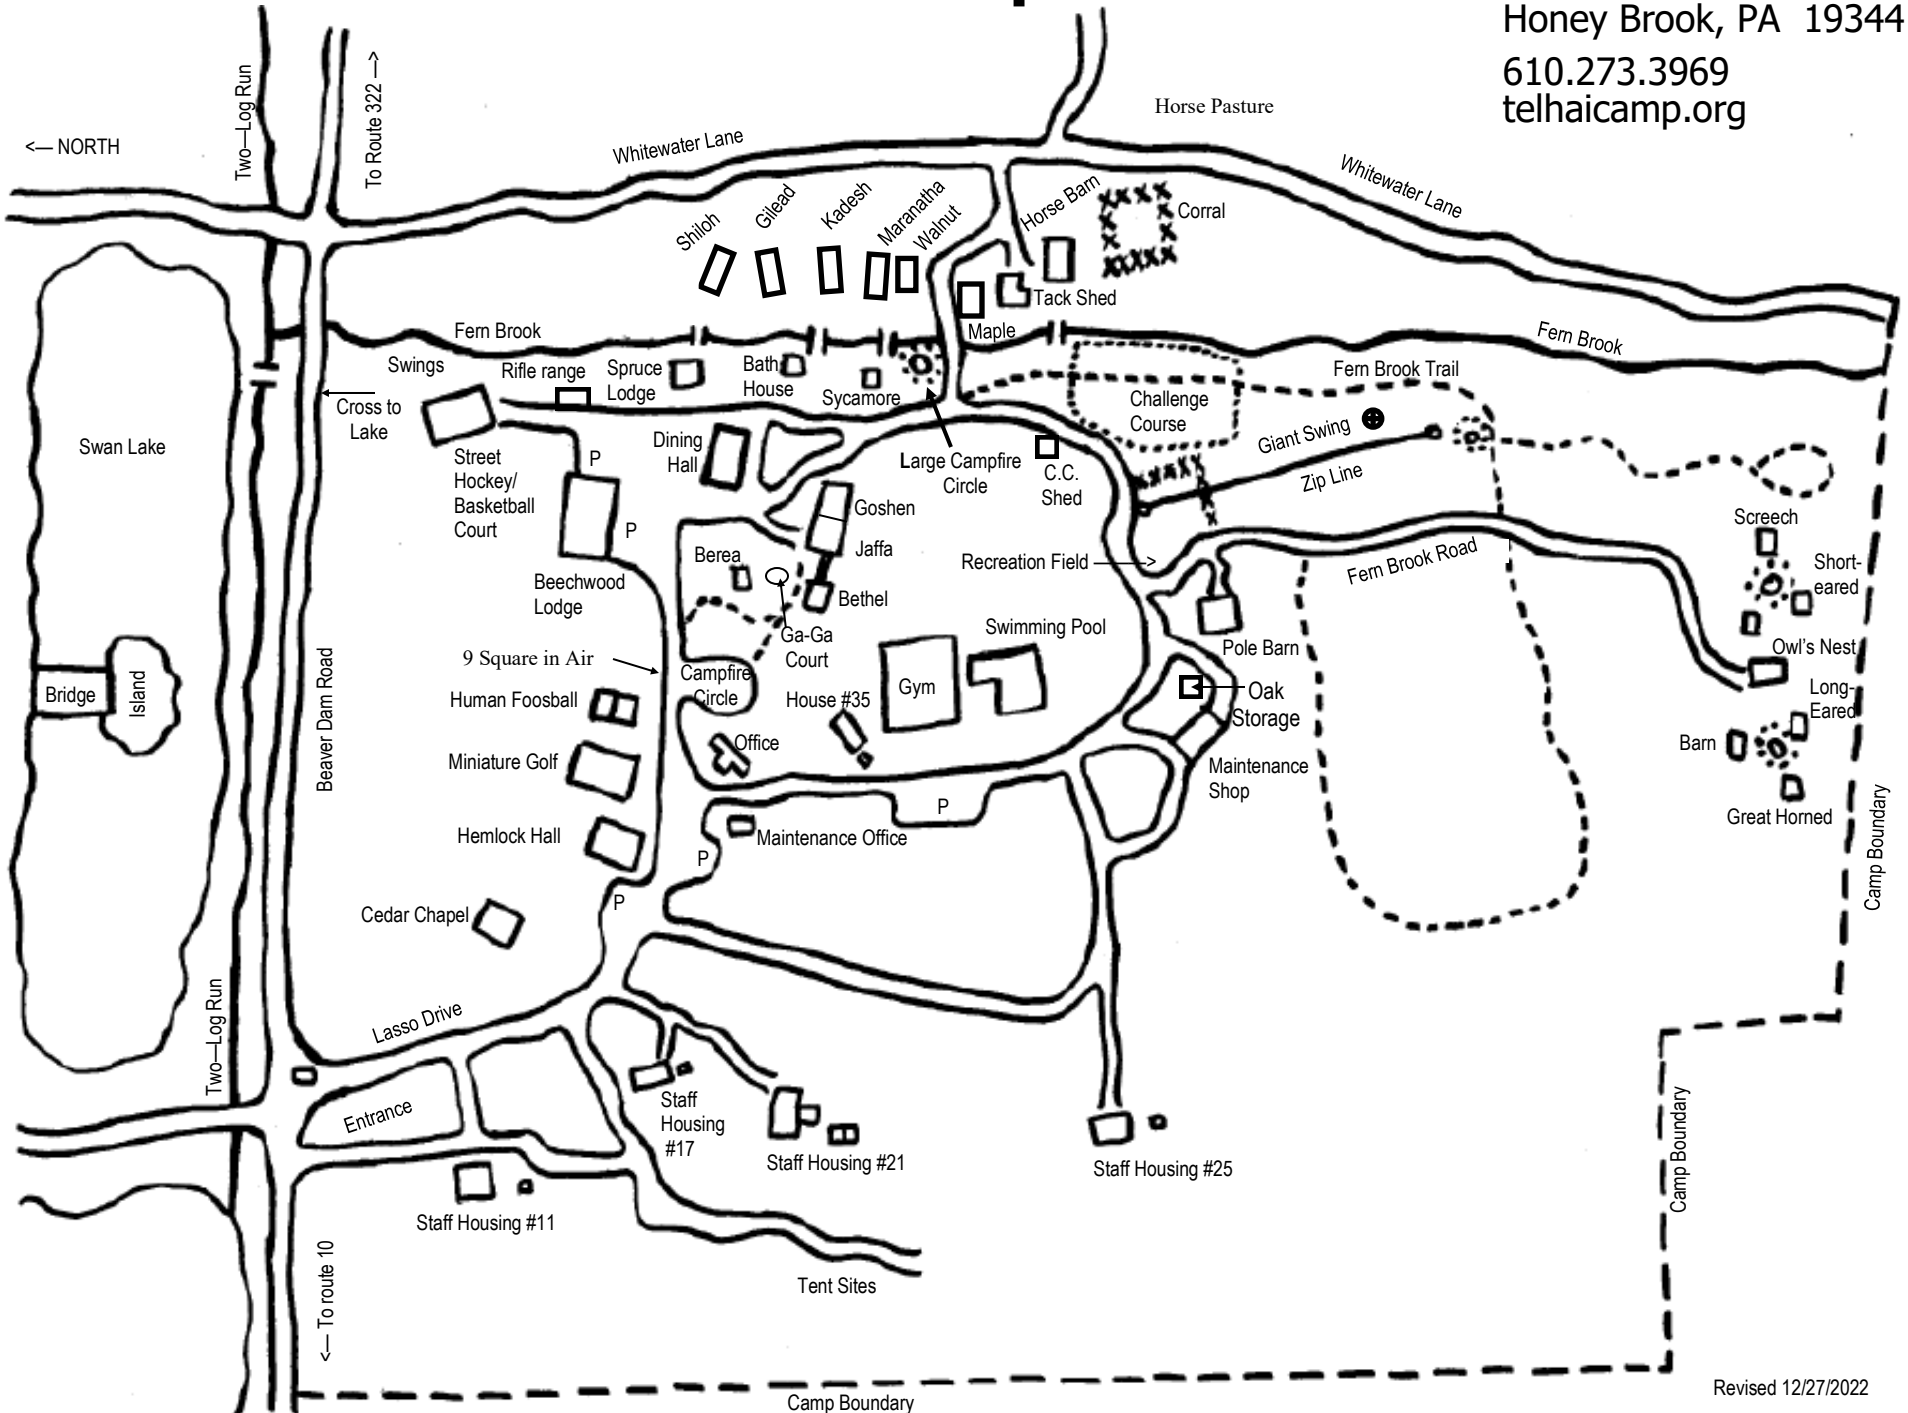 Honey Brook, PA  19344
610.273.3969
telhaicamp.org
<— NORTH
Two—Log Run
To Route 322 —>
Whitewater Lane
Horse Pasture
Whitewater Lane
Shiloh
Gilead
Kadesh
Maranatha
Walnut
Horse Barn
Corral
Tack Shed
Maple
Fern Brook
Fern Brook
Swings
Rifle range
Spruce
Lodge
Bath
House
Sycamore
Fern Brook Trail
Challenge
Course
Cross to
Lake
Swan Lake
Street
Hockey/
Basketball
Court
P
Dining
Hall
Large Campfire
Circle
C.C.
Shed
Giant Swing
Zip Line
Goshen
P
Jaffa
Berea
Bethel
Beechwood
Lodge
Recreation Field
>
Fern Brook Road
Screech
Short-
eared
Ga-Ga
Court
Swimming Pool
Pole Barn
Owl's Nest
9 Square in Air
Campfire
Circle
Bridge
Island
Beaver Dam Road
Human Foosball
House #35
Gym
Oak
Storage
Long-
Eared
Office
Barn
Miniature Golf
Maintenance
Shop
P
Great Horned
Hemlock Hall
Maintenance Office
P
Camp Boundary
P
Cedar Chapel
Two—Log Run
Lasso Drive
Entrance
Staff
Housing
#17
Staff Housing #21
Staff Housing #25
Camp Boundary
Staff Housing #11
<— To route 10
Tent Sites
Revised 12/27/2022
Camp Boundary